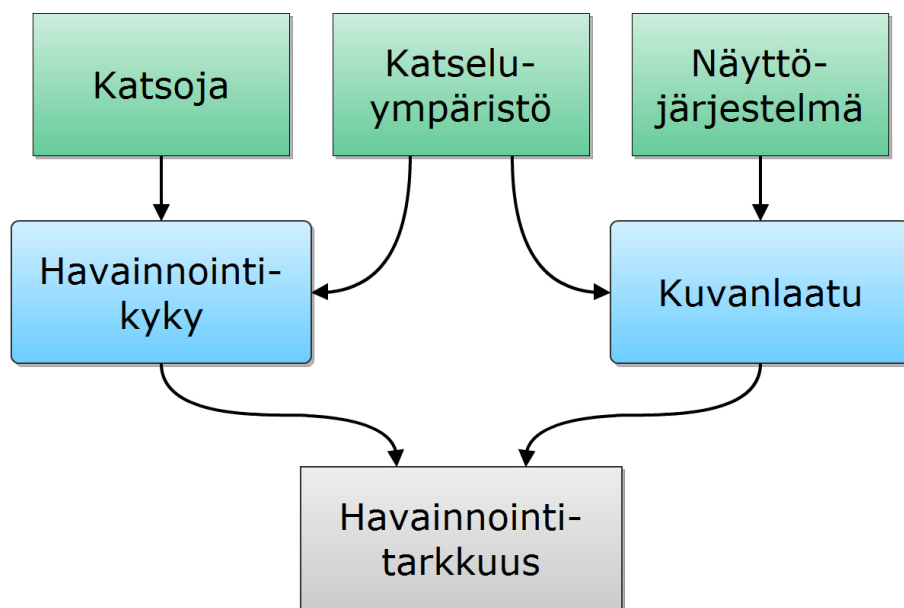 Katsoja
Katselu-
ympäristö
Näyttö-
järjestelmä
Havainnointi-
kyky
Kuvanlaatu
Havainnointi-
tarkkuus